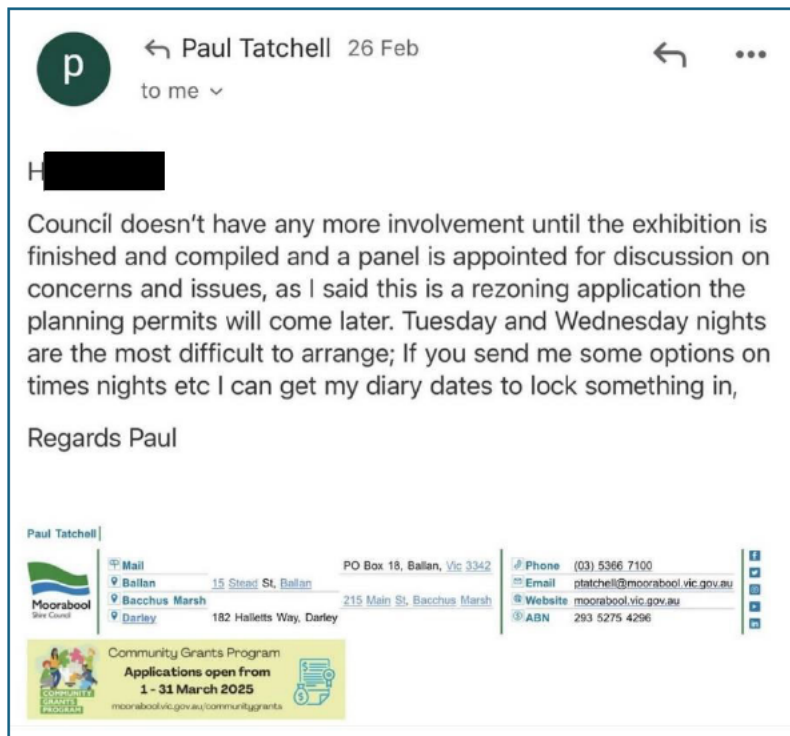 p
Paul Tatchell 26 Feb
to me
H
Council doesn't have any more involvement until the exhibition is
finished and compiled and a panel is appointed for discussion on
concerns and issues, as I said this is a rezoning application the
planning permits will come later. Tuesday and Wednesday nights
are the most difficult to arrange; If you send me some options on
times nights etc I can get my diary dates to lock something in,
Regards Paul
Paul Tatchell
Moorabool
Shire Council
Mail PO Box 18, Ballan, Vic 3342
Ballan 15 Stead St, Ballan
Bacchus Marsh 215 Main St, Bacchus Marsh
Darley 182 Halletts Way, Darley
Phone (03) 5366 7100
Email ptatchell@moorabool.vic.gov.au
Website moorabool.vic.gov.au
ABN 293 5275 4296
COMMUNITY
GRANTS
PROGRAM
Community Grants Program
Applications open from
1 - 31 March 2025
moorabool.vic.gov.au/communitygrants